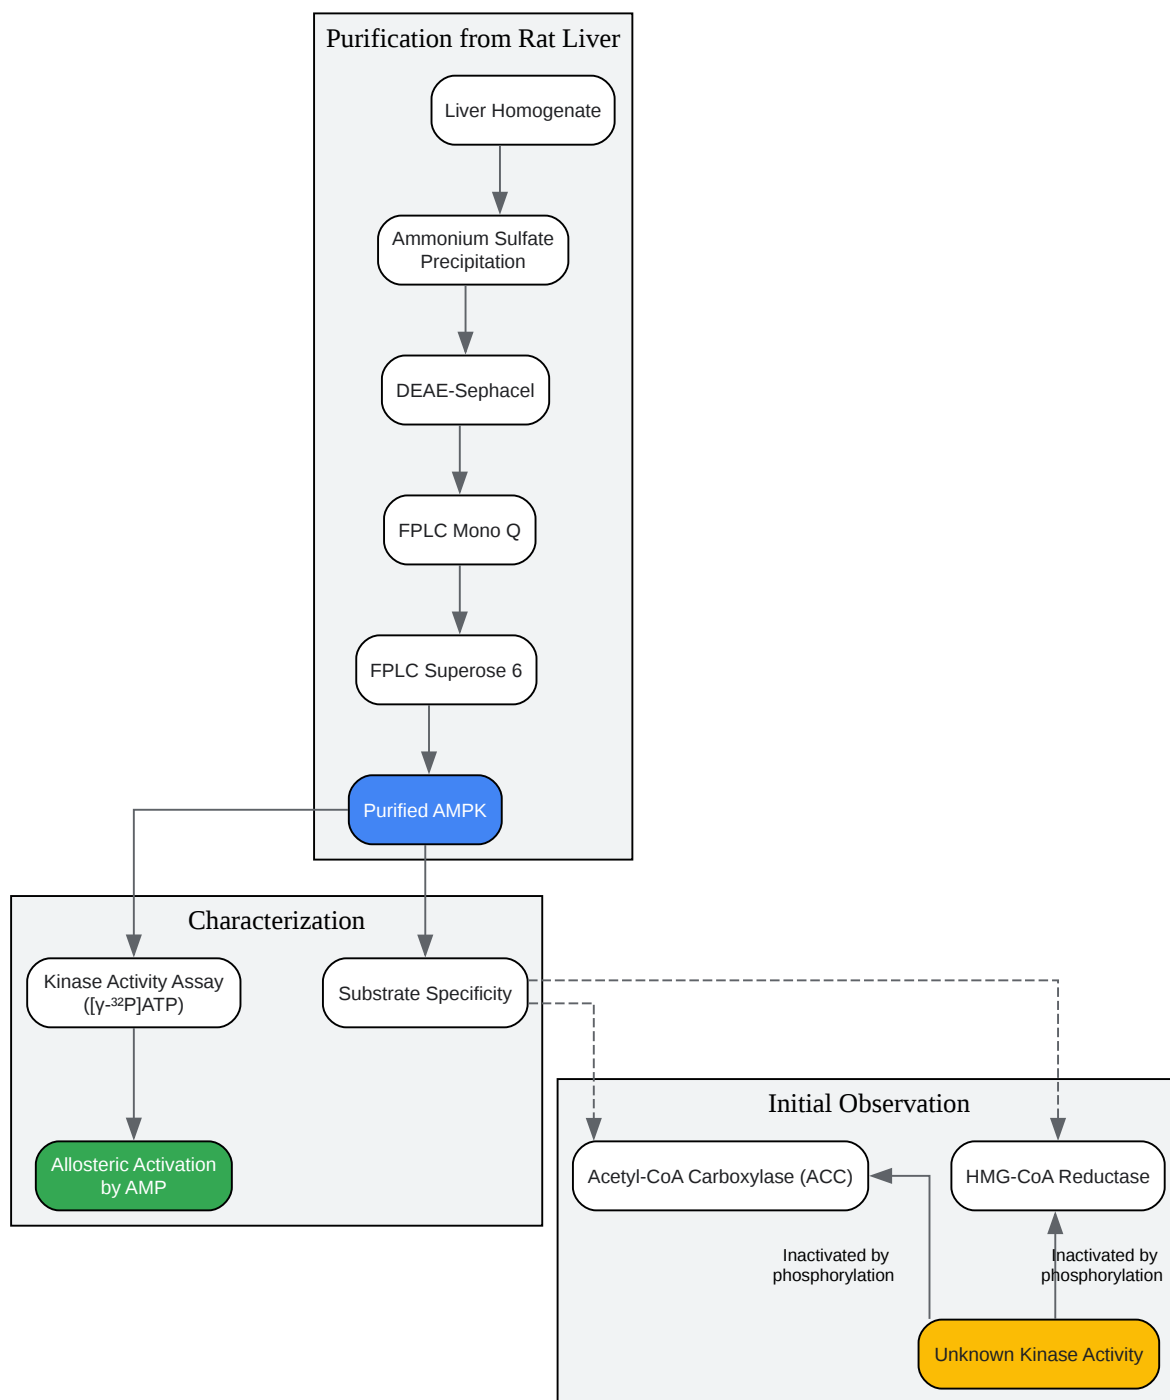 Purification from Rat Liver
Liver Homogenate
Ammonium Sulfate
Precipitation
DEAE-Sephacel
FPLC Mono Q
FPLC Superose 6
Purified AMPK
Characterization
Kinase Activity Assay
([γ-³²P]ATP)
Substrate Specificity
Allosteric Activation
by AMP
Initial Observation
Acetyl-CoA Carboxylase (ACC)
HMG-CoA Reductase
Inactivated by
phosphorylation
Inactivated by
phosphorylation
Unknown Kinase Activity